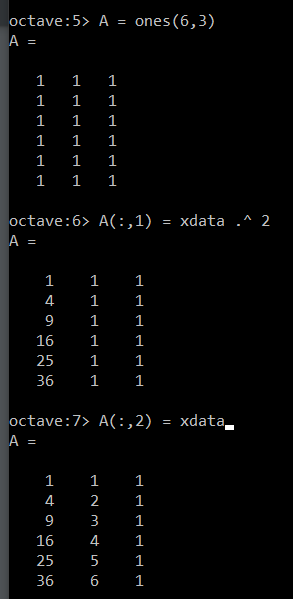 octave:5> A = ones(6,3)
A =
1 1 1
1 1 1
1 1 1
1 1 1
1 1 1
1 1 1
octave:6> A(:,1) = xdata .^ 2
A =
1 1 1
4 1 1
9 1 1
16 1 1
25 1 1
36 1 1
octave:7> A(:,2) = xdata
A =
1 1 1
4 2 1
9 3 1
16 4 1
25 5 1
36 6 1